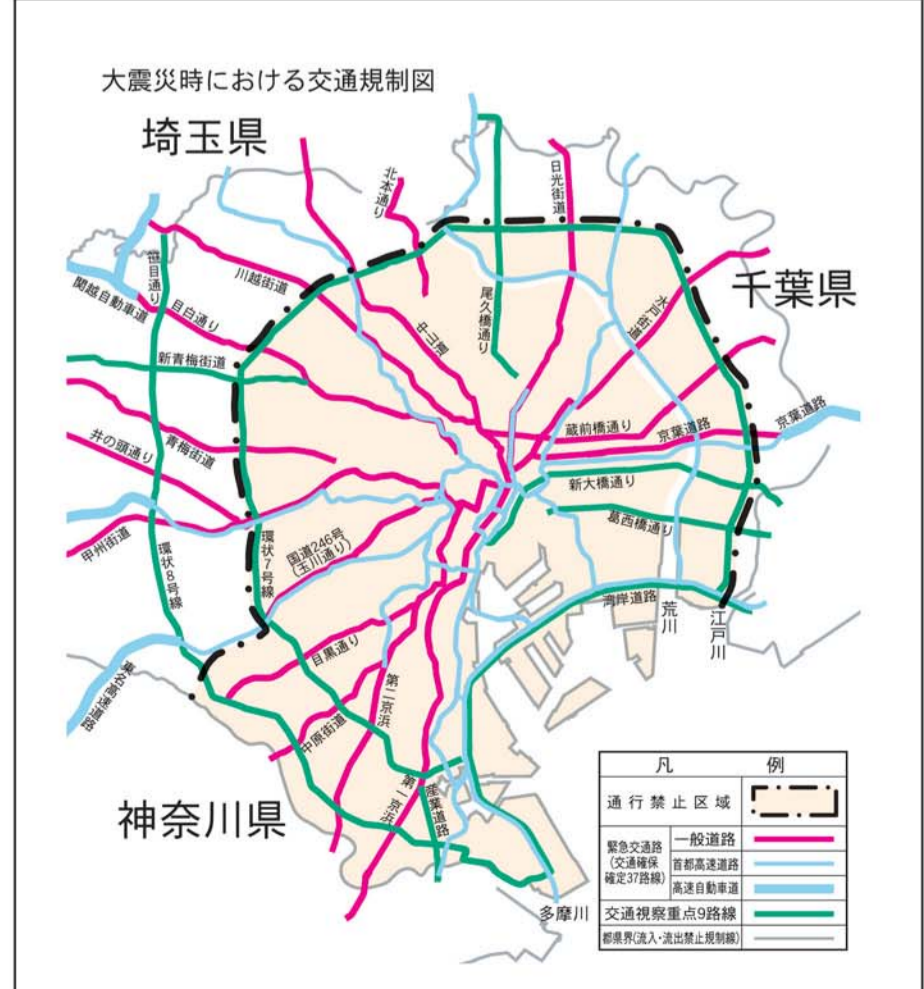 大震災時における交通規制図
埼玉県
北本通り
日光街道
笹目通り
川越街道
関越自動車道
目白通り
中山道
尾久橋通り
水戸街道
千葉県
新青梅街道
京葉道路
蔵前橋通り
京葉道路
井の頭通り
青梅街道
新大橋通り
葛西橋通り
甲州街道
環状8号線
環状7号線
国道246号
(玉川通り)
湾岸道路
荒川
江戸川
目黒通り
東名高速道路
第二京浜
中原街道
第一京浜
産業道路
神奈川県
多摩川
凡例
通行禁止区域
緊急交通路
(交通確保
確定37路線)
一般道路
首都高速道路
高速自動車道
交通視察重点9路線
都県界(流入・流出禁止規制線)